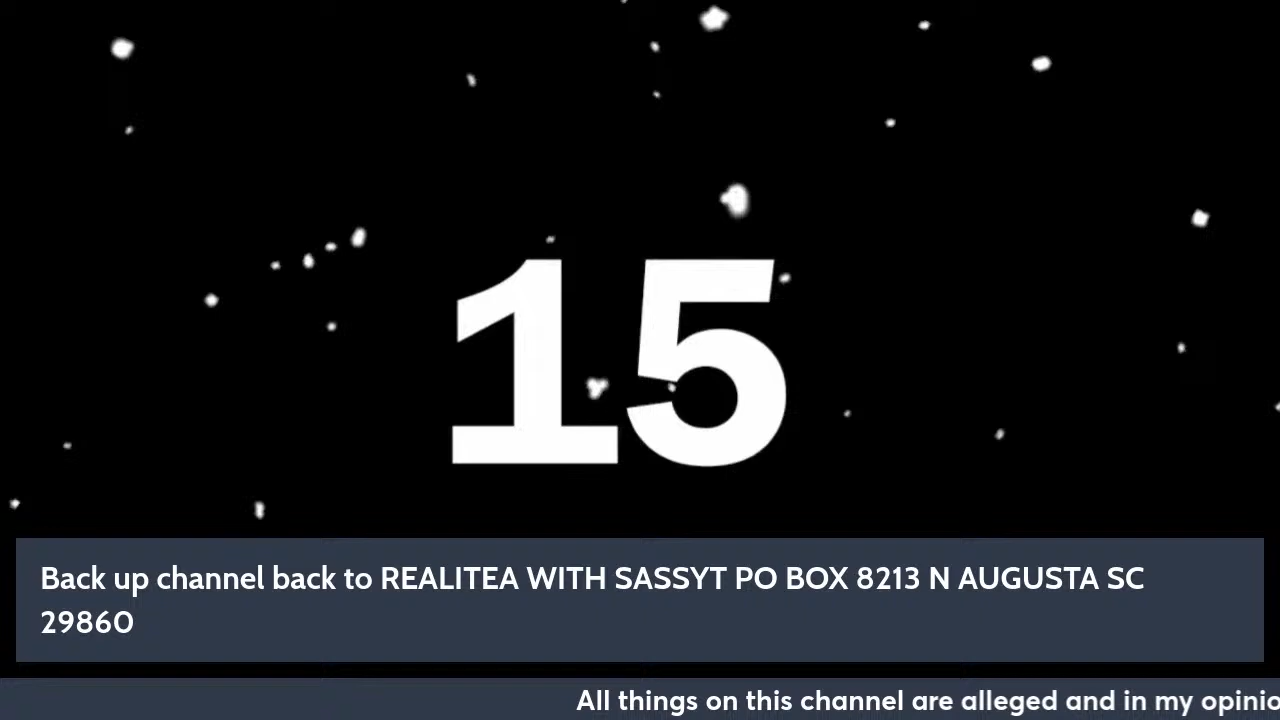 15
Back up channel back to REALITEA WITH SASSYT PO BOX 8213 N AUGUSTA SC
29860
All things on this channel are alleged and in my